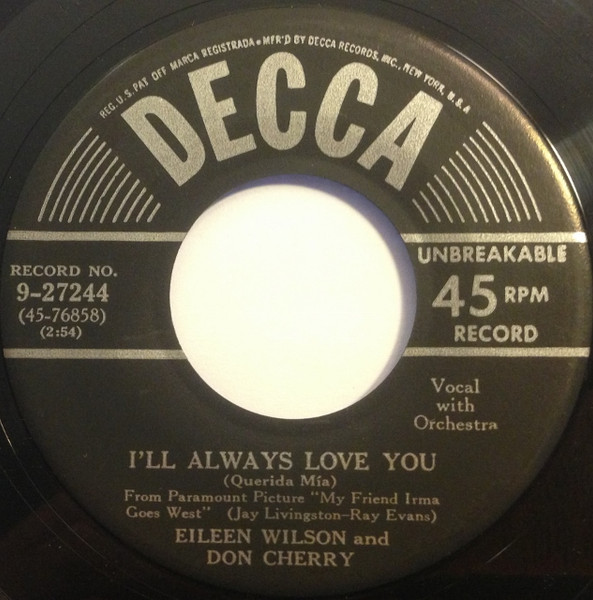 REG. U.S. PAT OFF MARCA REGISTRADA • MF'R'D BY DECCA RECORDS, INC., NEW YORK, U.S.A
DECCA
RECORD NO.
9-27244
(45-76858)
(2:54)
UNBREAKABLE
45 RPM
RECORD
Vocal
with
Orchestra
I'LL ALWAYS LOVE YOU
(Querida Mía)
From Paramount Picture "My Friend Irma
Goes West" (Jay Livingston-Ray Evans)
EILEEN WILSON and
DON CHERRY